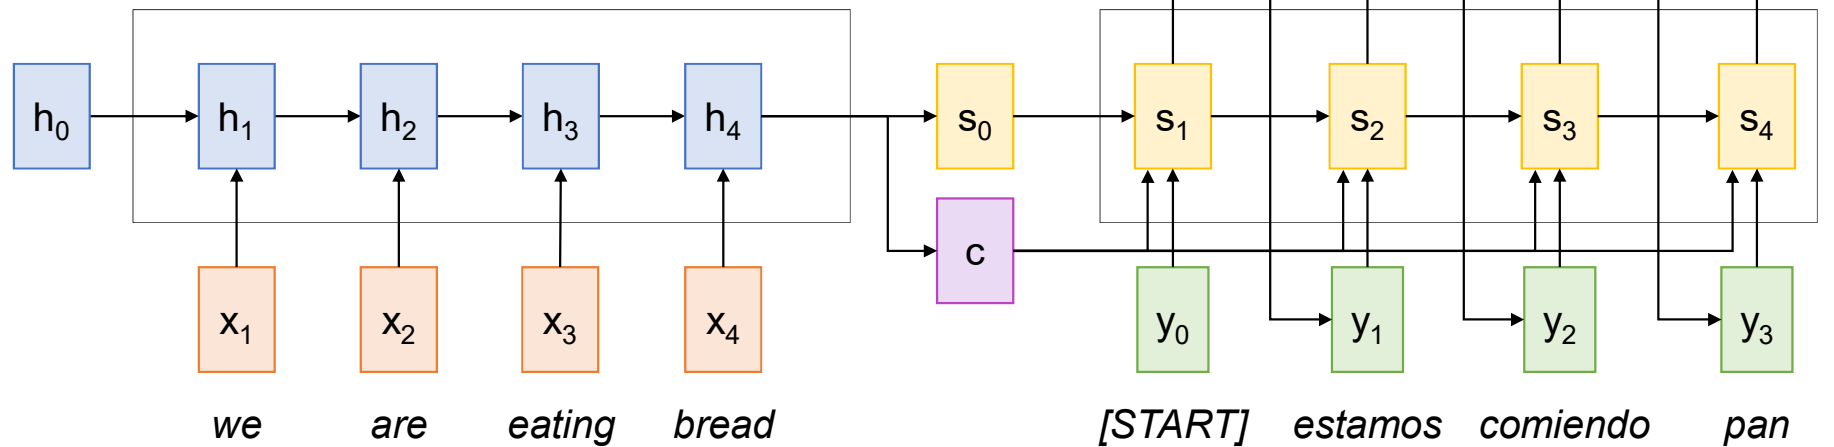 h₀ h₁ h₂ h₃ h₄ s₀ s₁ s₂ s₃ s₄
c
x₁ x₂ x₃ x₄ y₀ y₁ y₂ y₃
we are eating bread [START] estamos comiendo pan